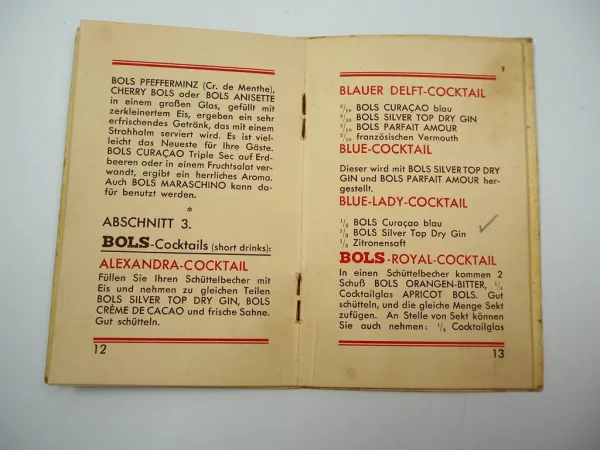 BOLS PFEFFERMINZ (Cr. de Menthe),
CHERRY BOLS oder BOLS ANISETTE
in einem großen Glas, gefüllt mit
zerkleinertem Eis, ergeben ein sehr
erfrischendes Getränk, das mit einem
Strohhalm serviert wird. Es ist viel-
leicht das Neueste für Ihre Gäste.
BOLS CURAÇAO Triple Sec auf Erd-
beeren oder in einem Fruchtsalat ver-
wandt, ergibt ein herrliches Aroma.
Auch BOLS MARASCHINO kann da-
für benutzt werden.
*
ABSCHNITT 3.
BOLS-Cocktails (short drinks):
ALEXANDRA-COCKTAIL
Füllen Sie Ihren Schüttelbecher mit
Eis und nehmen zu gleichen Teilen
BOLS SILVER TOP DRY GIN, BOLS
CRÈME DE CACAO und frische Sahne.
Gut schütteln.
12
BLAUER DELFT-COCKTAIL
BOLS CURAÇAO blau
BOLS SILVER TOP DRY GIN
BOLS PARFAIT AMOUR
französischen Vermouth
BLUE-COCKTAIL
Dieser wird mit BOLS SILVER TOP DRY
GIN und BOLS PARFAIT AMOUR her-
gestellt.
BLUE-LADY-COCKTAIL
BOLS Curaçao blau
BOLS Silver Top Dry Gin
Zitronensaft
BOLS-ROYAL-COCKTAIL
In einen Schüttelbecher kommen 2
Schuß BOLS ORANGEN-BITTER,
Cocktailglas APRICOT BOLS. Gut
schütteln, und die gleiche Menge Sekt
zufügen. An Stelle von Sekt können
Sie auch nehmen: 1/4 Cocktailglas
13